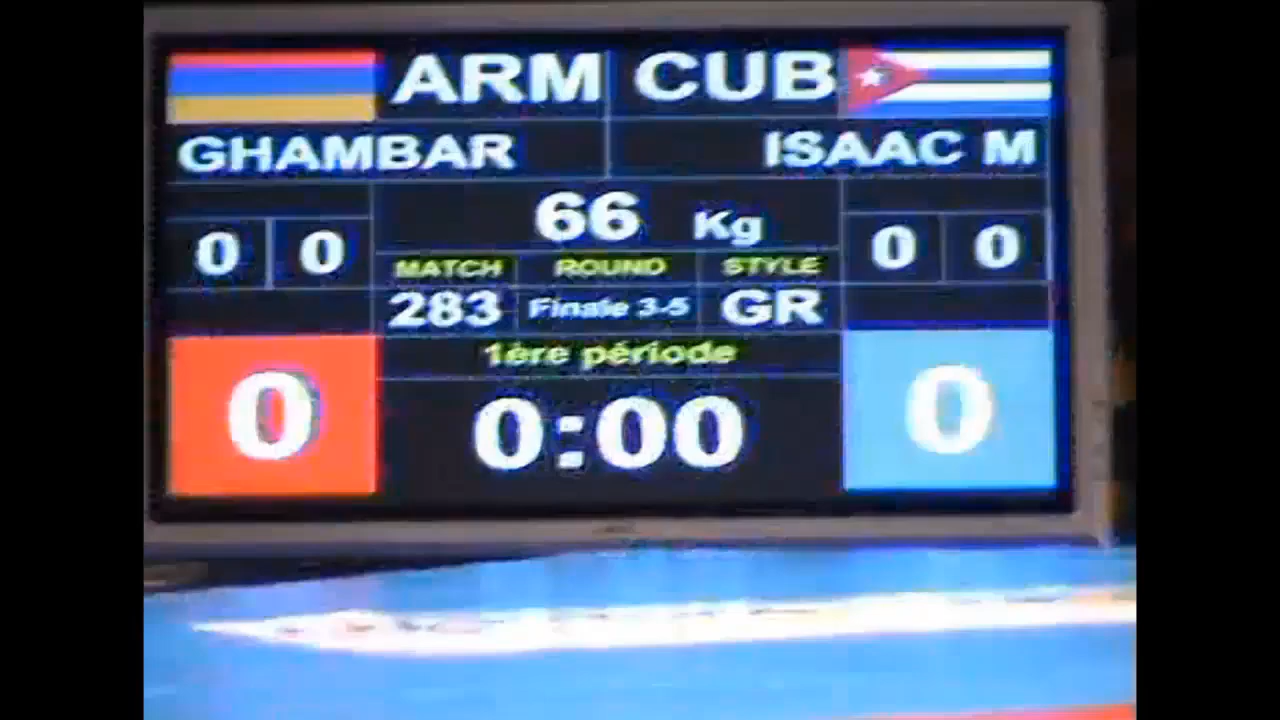 ARM CUB
GHAMBAR ISAAC M
66 Kg
0 0 0 0
MATCH ROUND STYLE
283 Finale 3-5 GR
1ère période
0 0:00 0